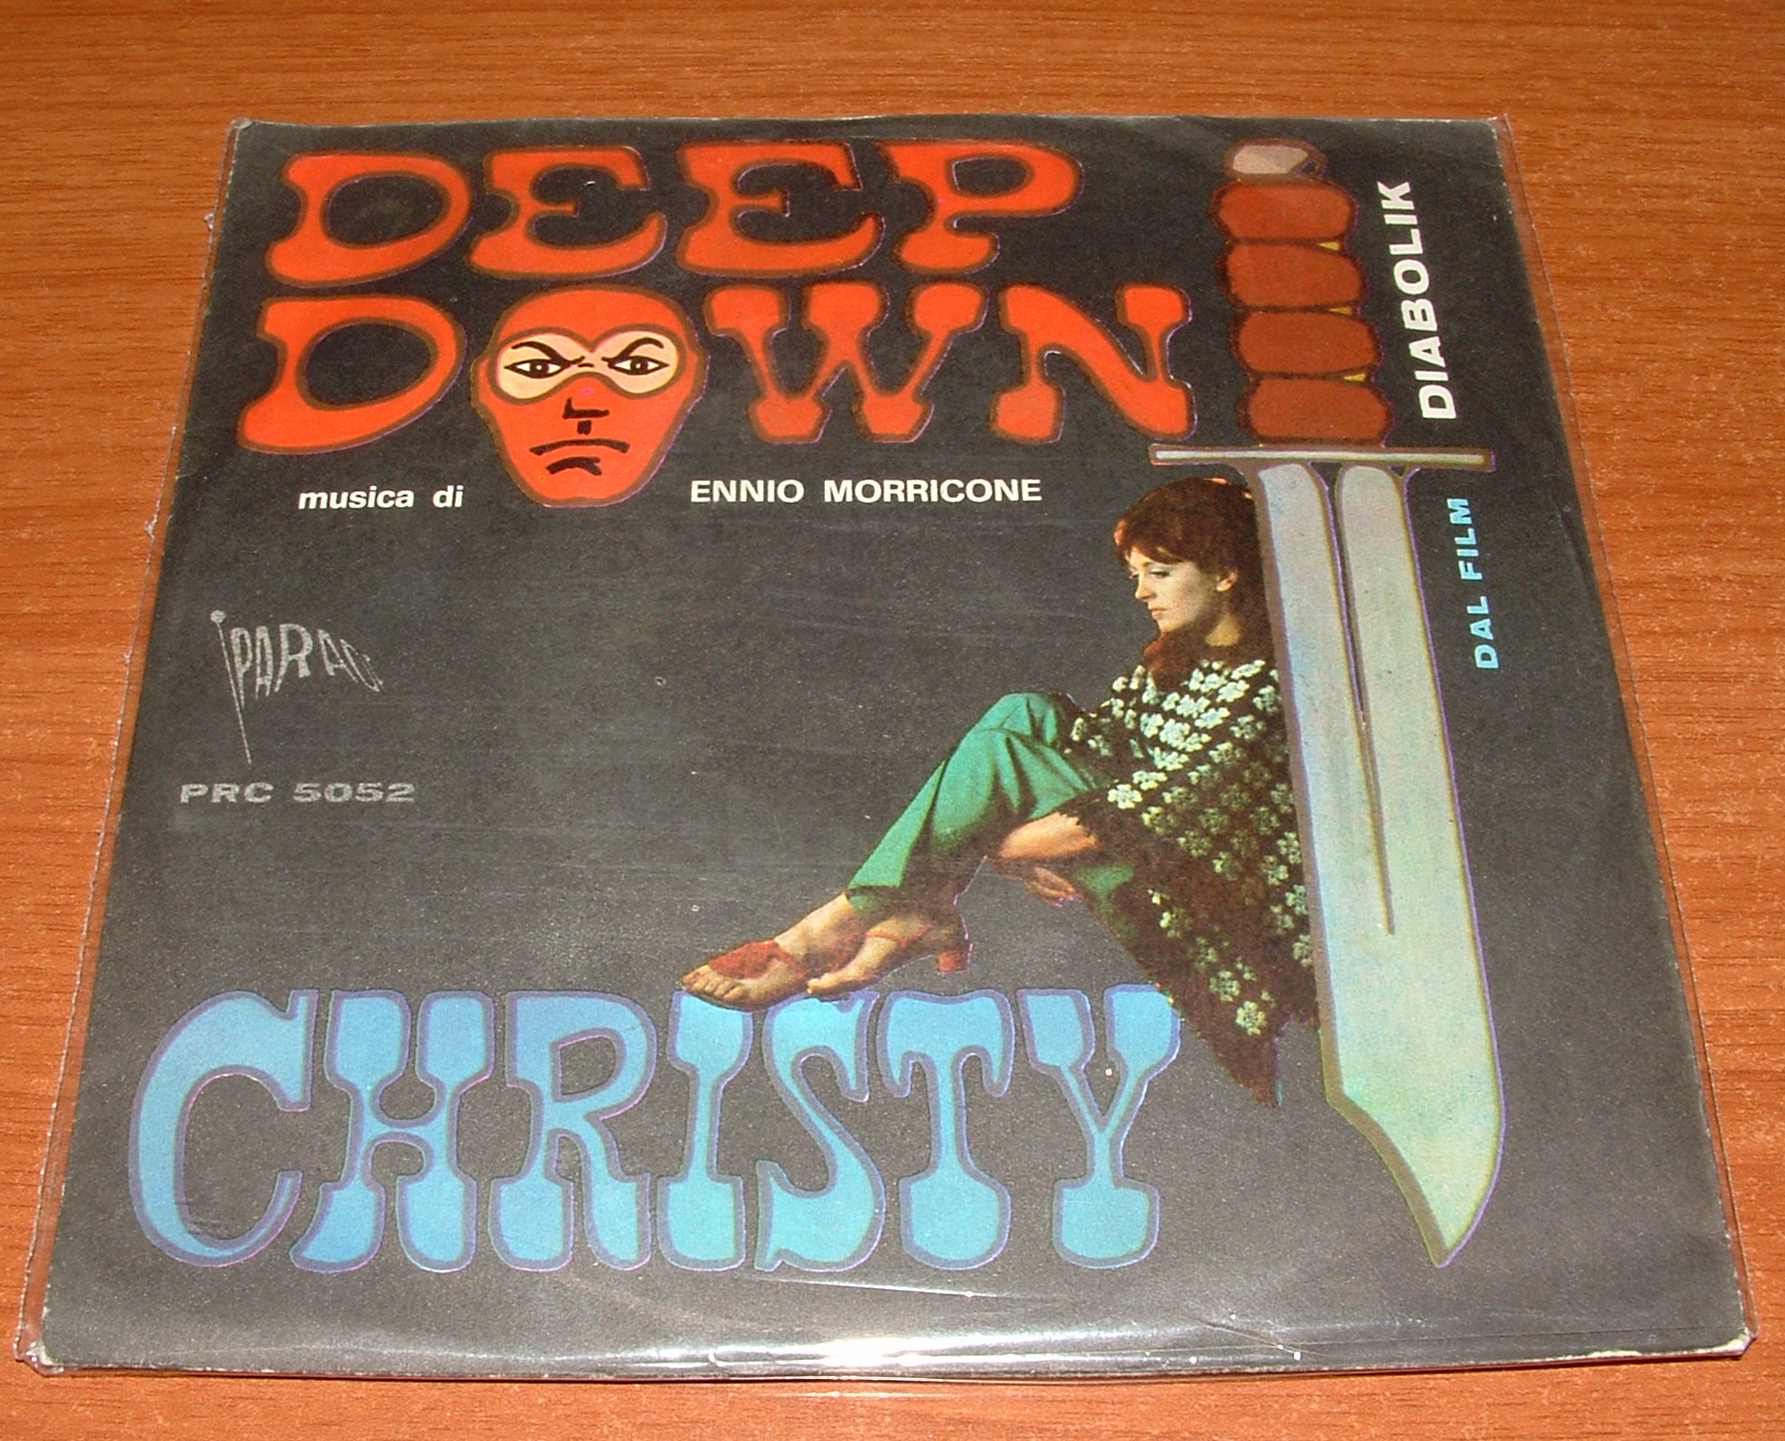 DEEP
DOWN
musica di ENNIO MORRICONE
DIABOLIK
DAL FILM
PARADE
PRC 5052
CHRISTY